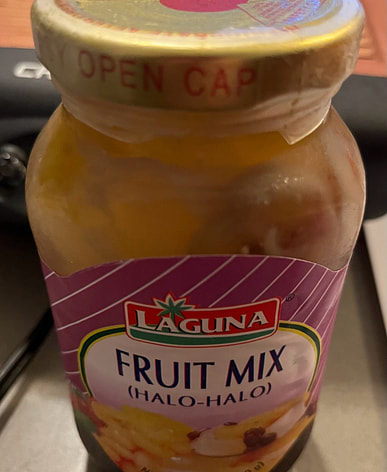 OPEN CAP
LAGUNA
®
FRUIT MIX
(HALO-HALO)